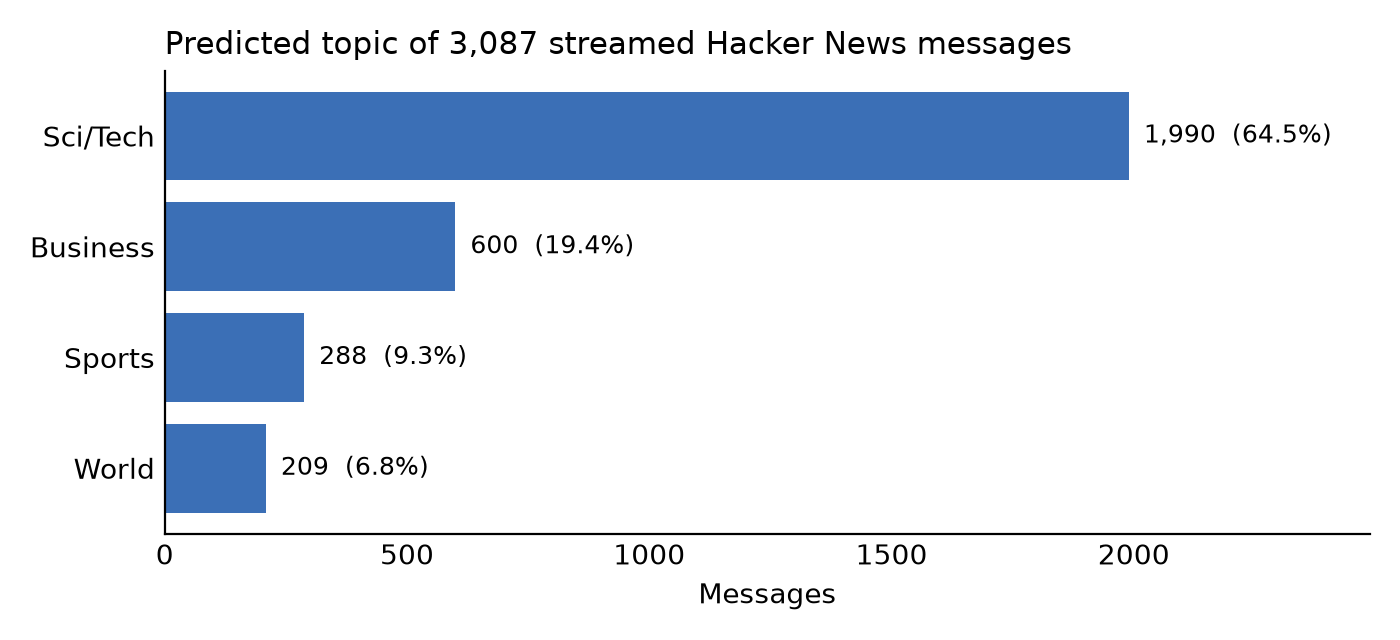 Predicted topic of 3,087 streamed Hacker News messages
Sci/Tech
1,990 (64.5%)
Business
600 (19.4%)
Sports
288 (9.3%)
World
209 (6.8%)
0 500 1000 1500 2000
Messages